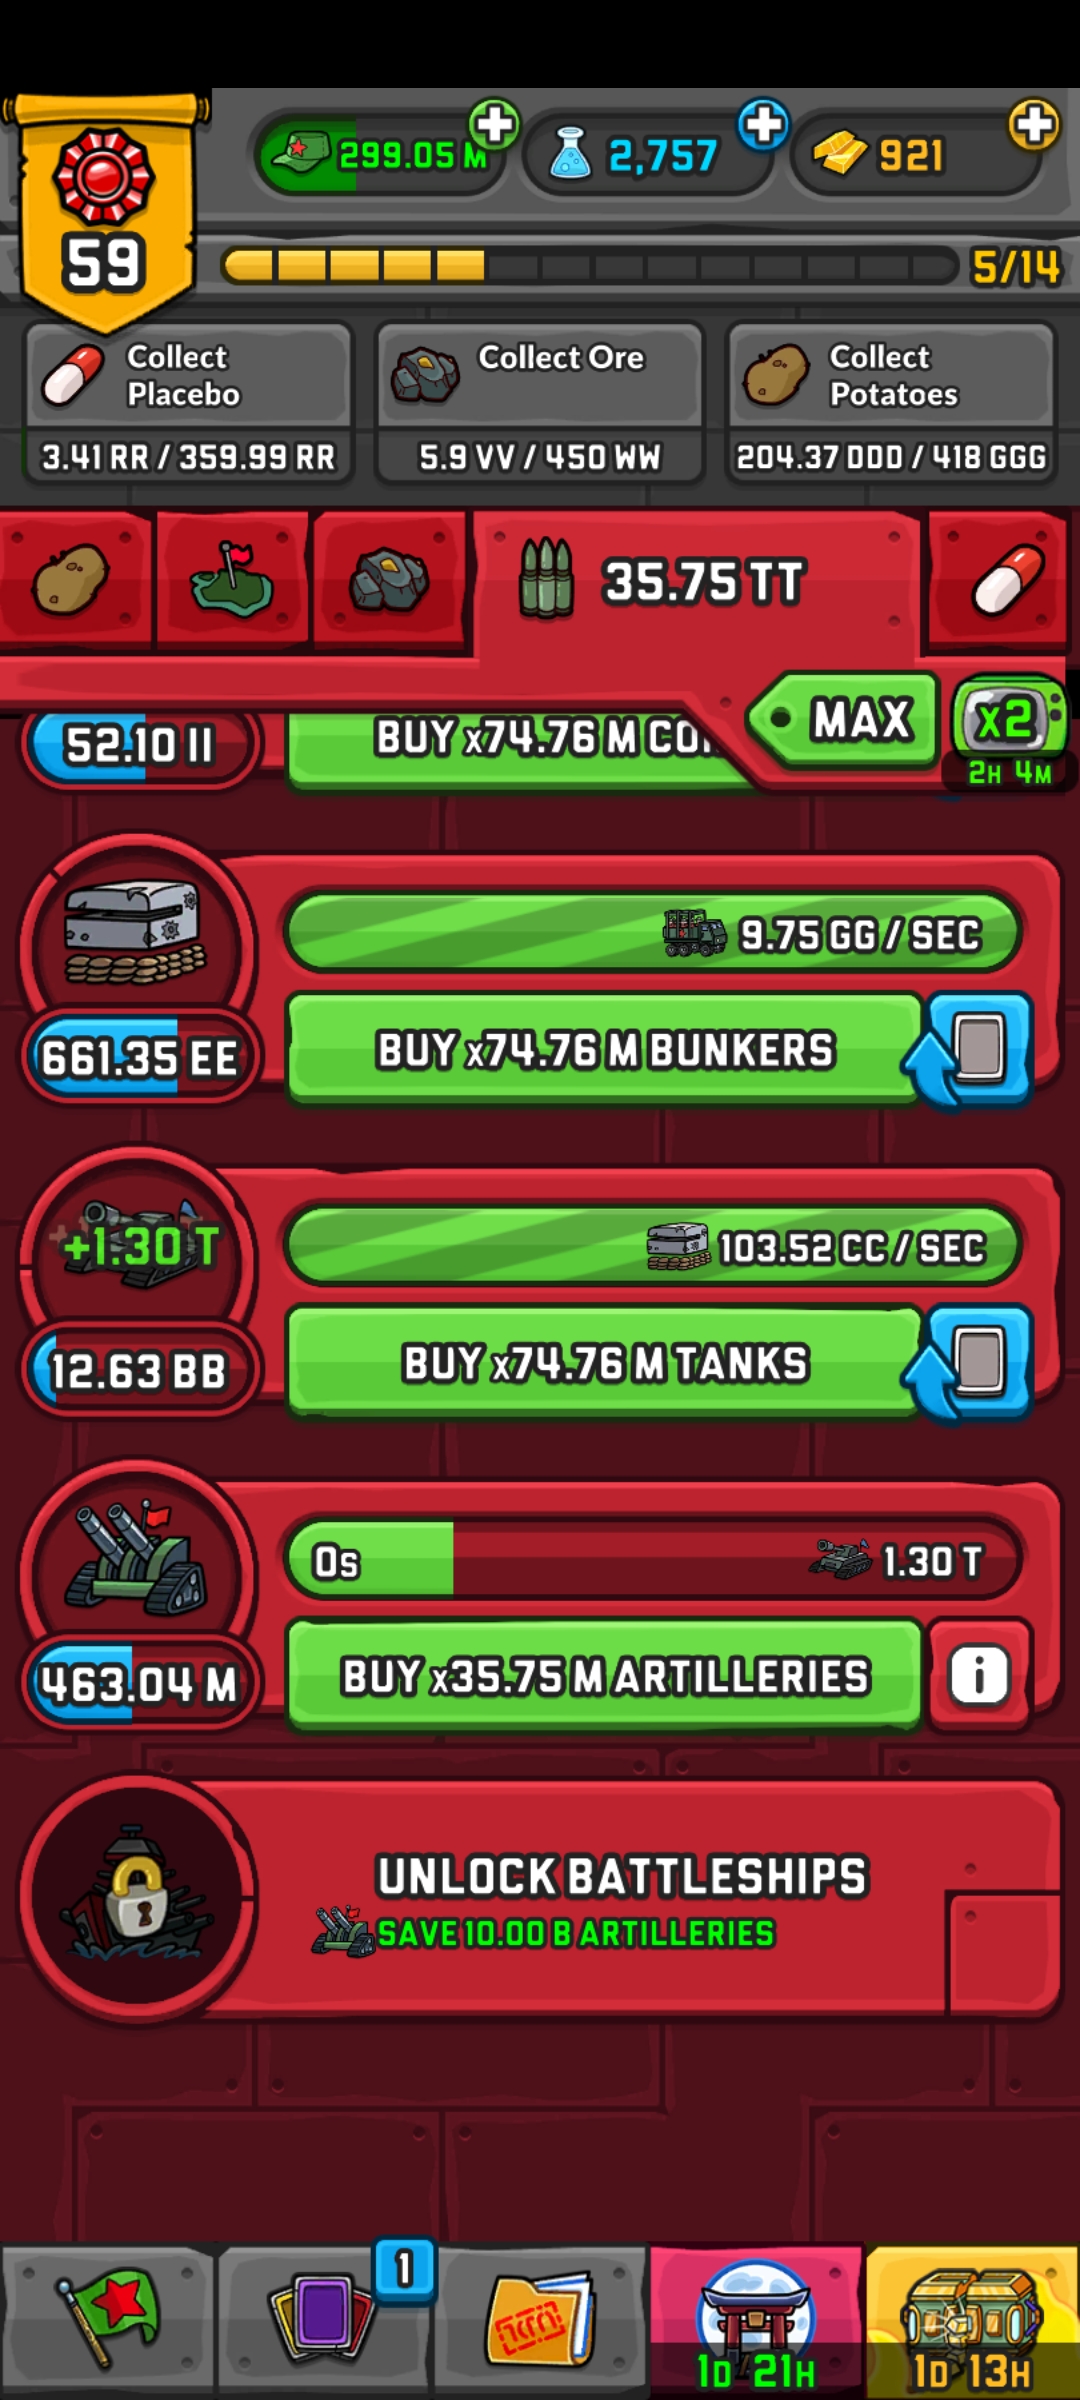 299.05 M
2,757
921
59
5/14
Collect Placebo
3.41 RR / 359.99 RR
Collect Ore
5.9 VV / 450 WW
Collect Potatoes
204.37 DDD / 418 GGG
35.75 TT
MAX
x2
2H 4M
52.10 II
BUY x74.76 M
9.75 GG / SEC
661.35 EE
BUY x74.76 M BUNKERS
+1.30 T
103.52 CC / SEC
12.63 BB
BUY x74.76 M TANKS
0s
1.30 T
463.04 M
BUY x35.75 M ARTILLERIES
i
UNLOCK BATTLESHIPS
SAVE 10.00 B ARTILLERIES
1
1D 21H
1D 13H